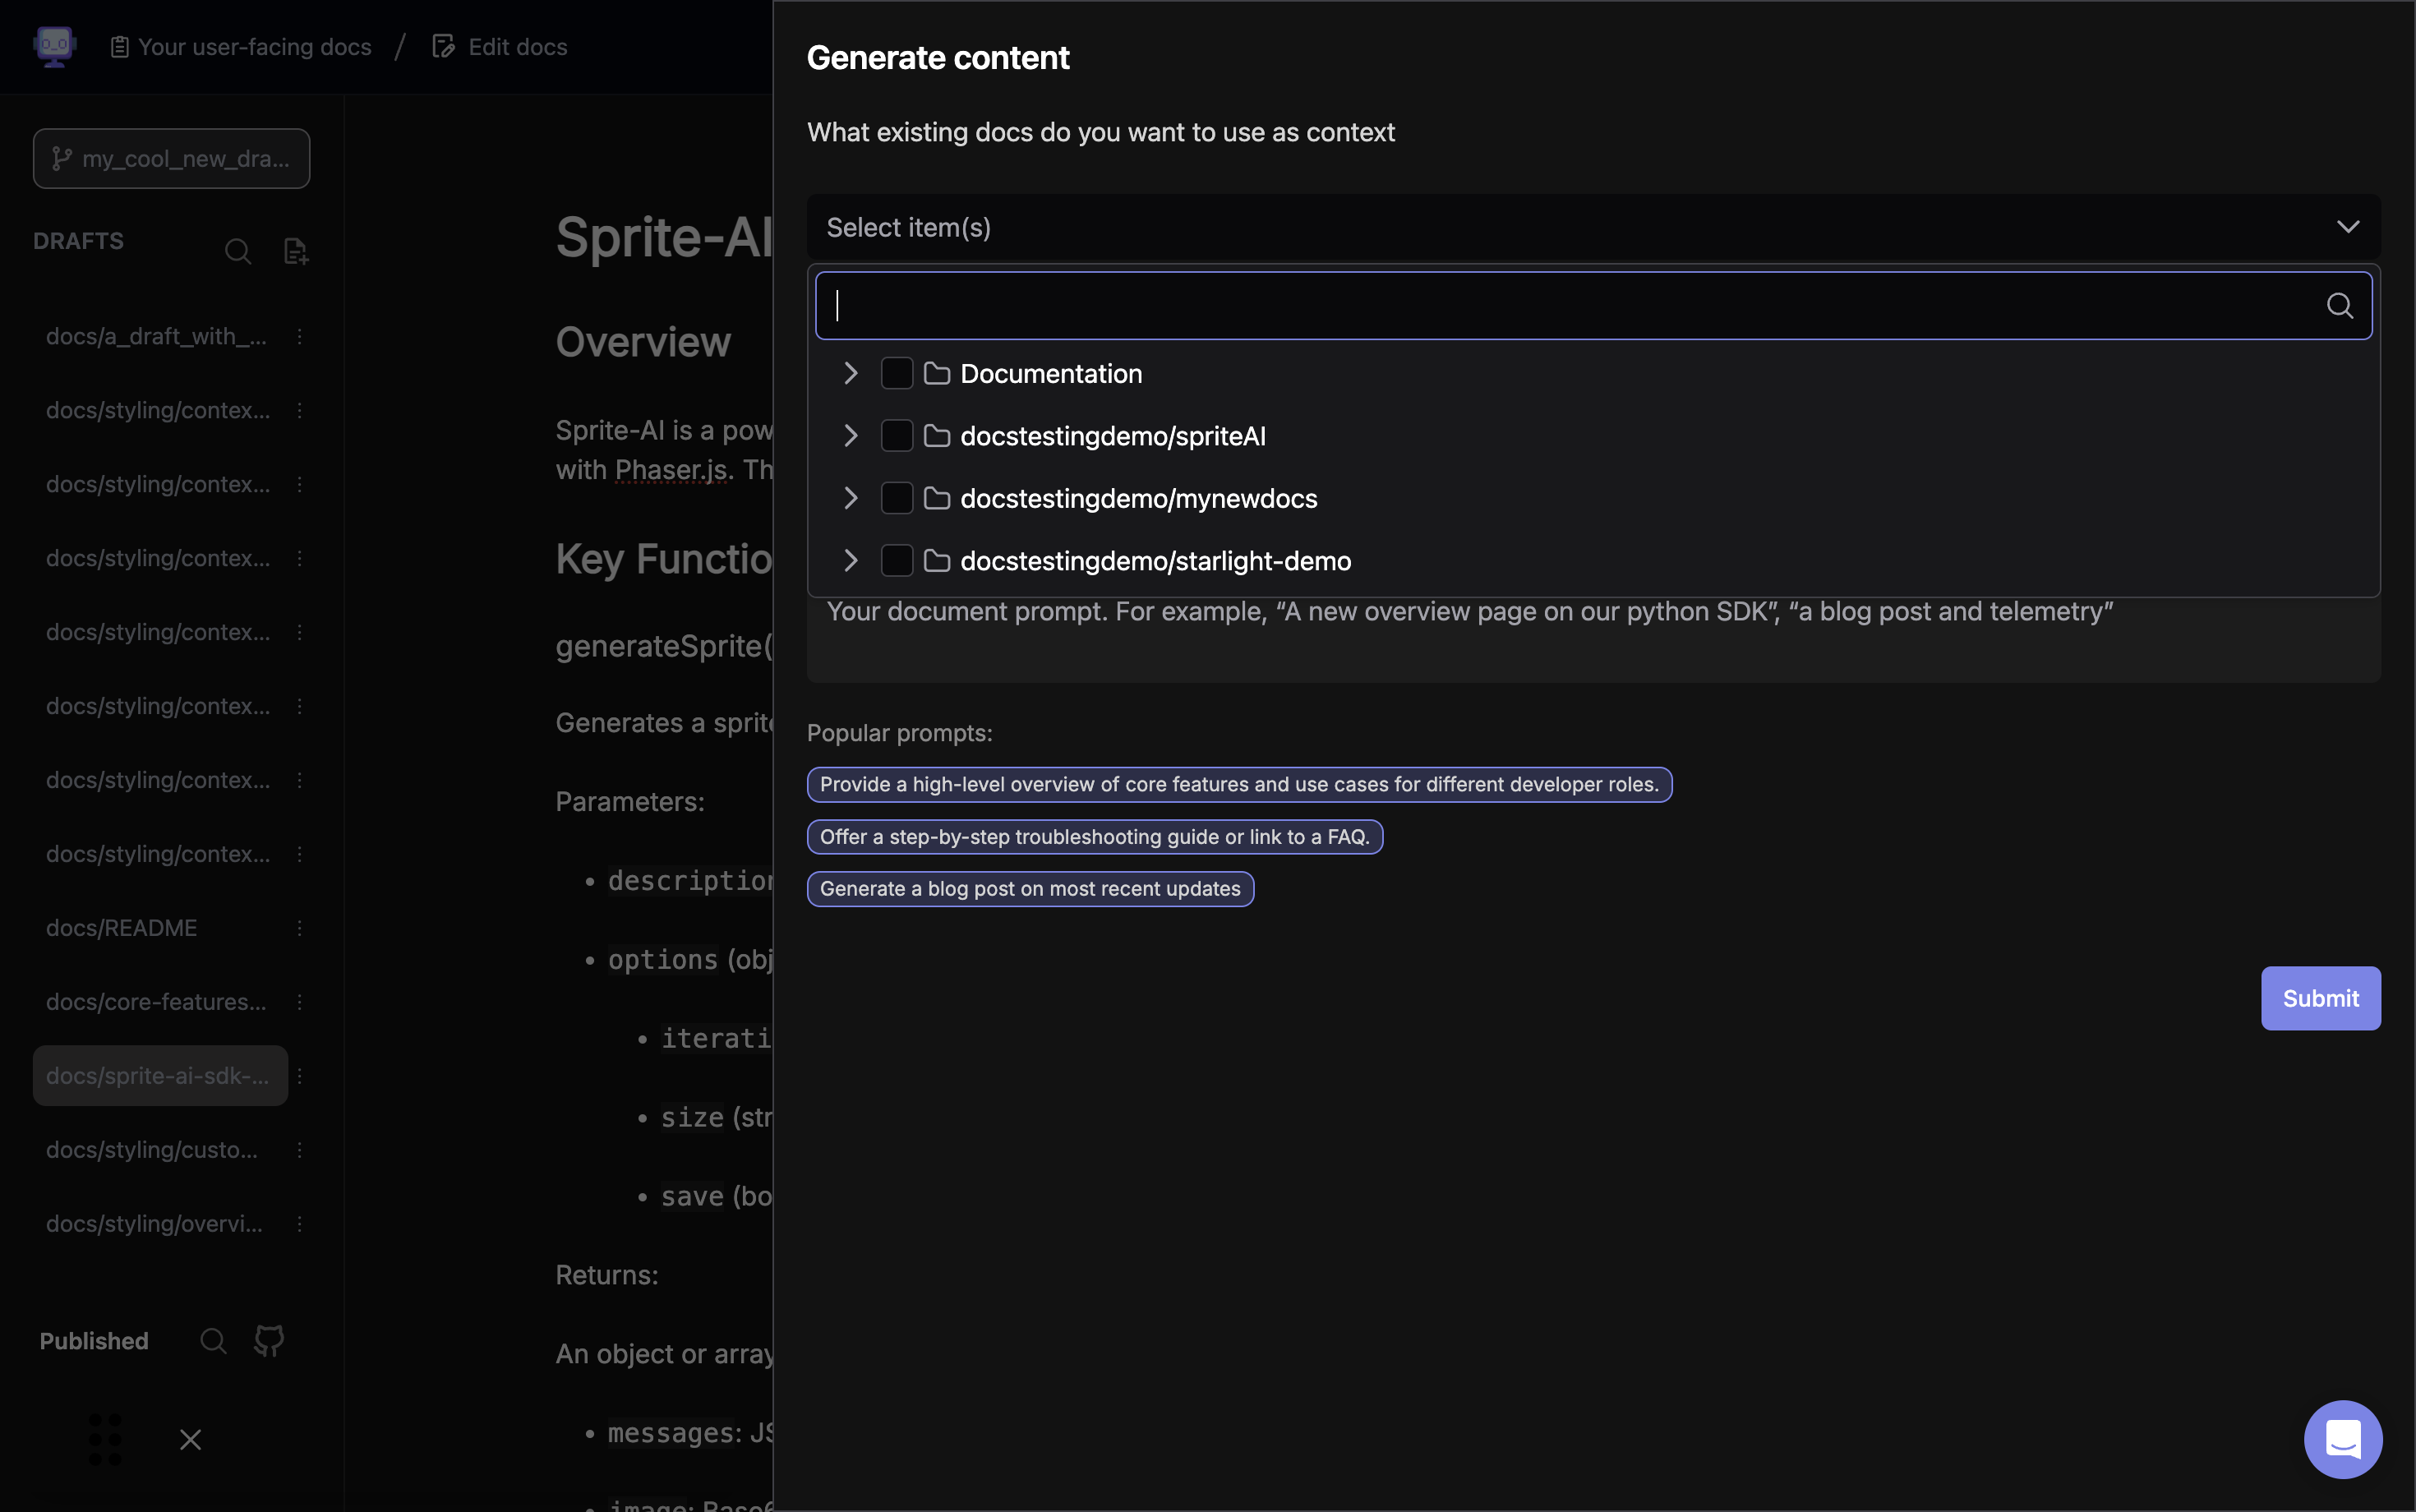 Your user-facing docs / Edit docs
my_cool_new_dra...
DRAFTS
docs/a_draft_with_...
docs/styling/contex...
docs/styling/contex...
docs/styling/contex...
docs/styling/contex...
docs/styling/contex...
docs/styling/contex...
docs/styling/contex...
docs/README
docs/core-features...
docs/sprite-ai-sdk-...
docs/styling/custo...
docs/styling/overvi...
Published
Sprite-AI
Overview
Sprite-AI is a pow
with Phaser.js. Th
Key Functio
generateSprite(
Generates a sprite
Parameters:
• description
• options (obj
• iterati
• size (str
• save (bo
Returns:
An object or array
• messages: JS
• image: Base6
Generate content
What existing docs do you want to use as context
Select item(s)
Documentation
docstestingdemo/spriteAI
docstestingdemo/mynewdocs
docstestingdemo/starlight-demo
Your document prompt. For example, “A new overview page on our python SDK”, “a blog post and telemetry”
Popular prompts:
Provide a high-level overview of core features and use cases for different developer roles.
Offer a step-by-step troubleshooting guide or link to a FAQ.
Generate a blog post on most recent updates
Submit